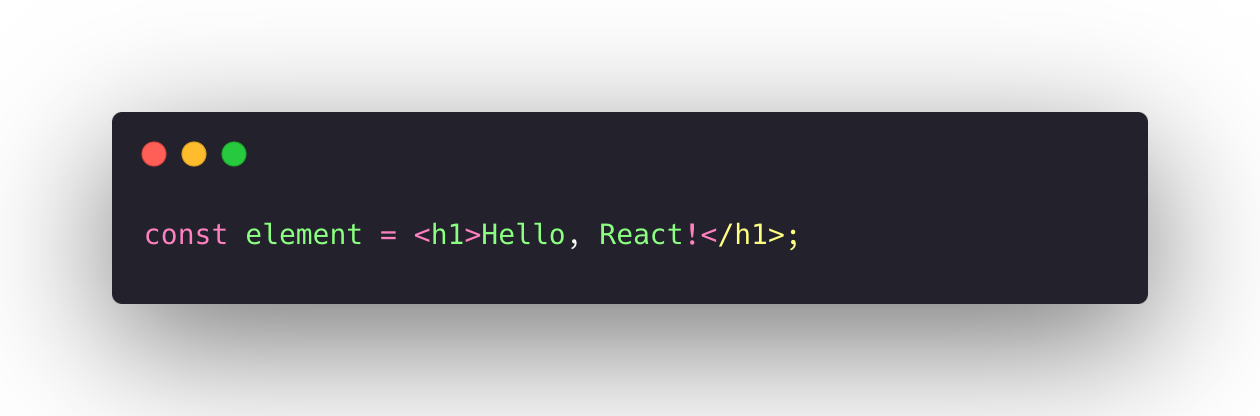 const element = <h1>Hello, React!</h1>;